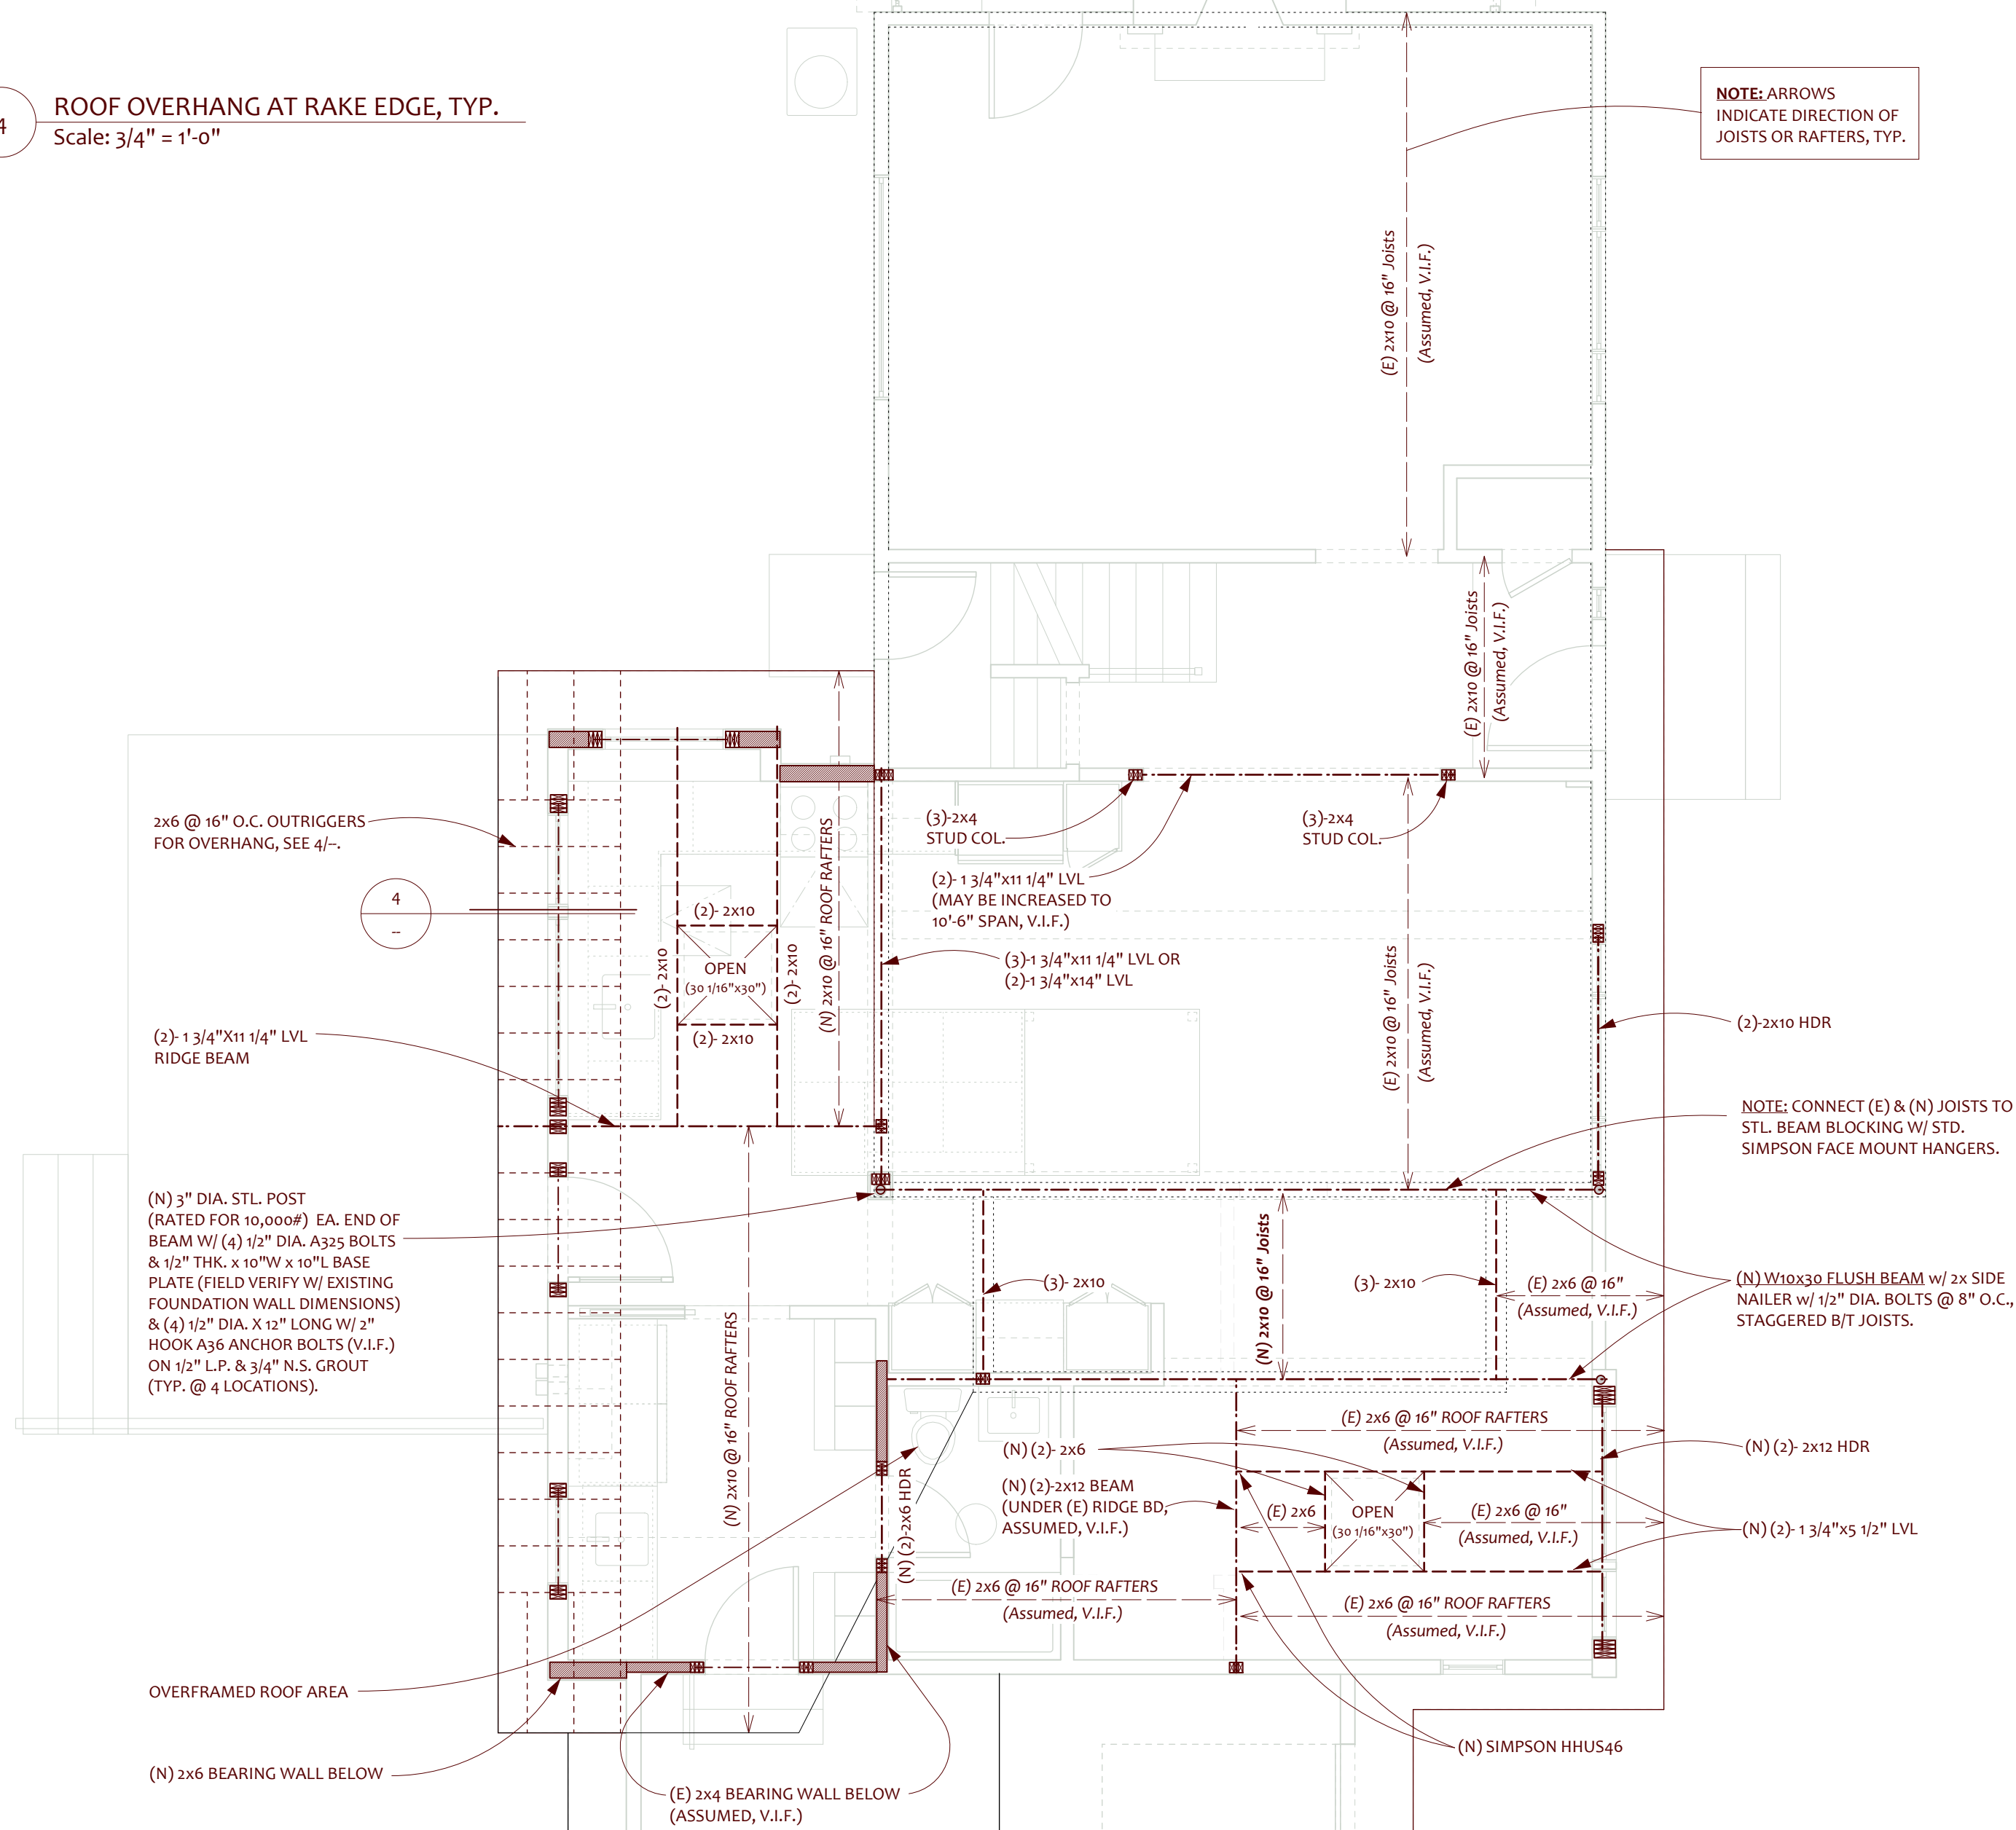 4
ROOF OVERHANG AT RAKE EDGE, TYP.
Scale: 3/4" = 1'-0"
NOTE: ARROWS
INDICATE DIRECTION OF
JOISTS OR RAFTERS, TYP.
(E) 2x10 @ 16" Joists
(Assumed, V.I.F.)
(E) 2x10 @ 16" Joists
(Assumed, V.I.F.)
2x6 @ 16" O.C. OUTRIGGERS
FOR OVERHANG, SEE 4/--.
4
--
(3)-2x4
STUD COL.
(3)-2x4
STUD COL.
(2)- 1 3/4"x11 1/4" LVL
(MAY BE INCREASED TO
10'-6" SPAN, V.I.F.)
(3)-1 3/4"x11 1/4" LVL OR
(2)-1 3/4"x14" LVL
(2)- 2x10
(2)- 2x10
OPEN
(30 1/16"x30")
(2)- 2x10
(2)- 2x10
(N) 2x10 @ 16" ROOF RAFTERS
(E) 2x10 @ 16" Joists
(Assumed, V.I.F.)
(2)-2x10 HDR
(2)- 1 3/4"X11 1/4" LVL
RIDGE BEAM
NOTE: CONNECT (E) & (N) JOISTS TO
STL. BEAM BLOCKING W/ STD.
SIMPSON FACE MOUNT HANGERS.
(N) 3" DIA. STL. POST
(RATED FOR 10,000#) EA. END OF
BEAM W/ (4) 1/2" DIA. A325 BOLTS
& 1/2" THK. x 10"W x 10"L BASE
PLATE (FIELD VERIFY W/ EXISTING
FOUNDATION WALL DIMENSIONS)
& (4) 1/2" DIA. X 12" LONG W/ 2"
HOOK A36 ANCHOR BOLTS (V.I.F.)
ON 1/2" L.P. & 3/4" N.S. GROUT
(TYP. @ 4 LOCATIONS).
(N) 2x10 @ 16" ROOF RAFTERS
(3)- 2x10
(N) 2x10 @ 16" Joists
(3)- 2x10
(E) 2x6 @ 16"
(Assumed, V.I.F.)
(N) W10x30 FLUSH BEAM w/ 2x SIDE
NAILER w/ 1/2" DIA. BOLTS @ 8" O.C.,
STAGGERED B/T JOISTS.
(E) 2x6 @ 16" ROOF RAFTERS
(Assumed, V.I.F.)
(N) (2)- 2x12 HDR
(N) (2)- 2x6
(N) (2)-2x12 BEAM
(UNDER (E) RIDGE BD,
ASSUMED, V.I.F.)
(E) 2x6
OPEN
(30 1/16"x30")
(E) 2x6 @ 16"
(Assumed, V.I.F.)
(N) (2)- 1 3/4"x5 1/2" LVL
(N) (2)-2x6 HDR
(E) 2x6 @ 16" ROOF RAFTERS
(Assumed, V.I.F.)
(E) 2x6 @ 16" ROOF RAFTERS
(Assumed, V.I.F.)
OVERFRAMED ROOF AREA
(N) SIMPSON HHUS46
(N) 2x6 BEARING WALL BELOW
(E) 2x4 BEARING WALL BELOW
(ASSUMED, V.I.F.)